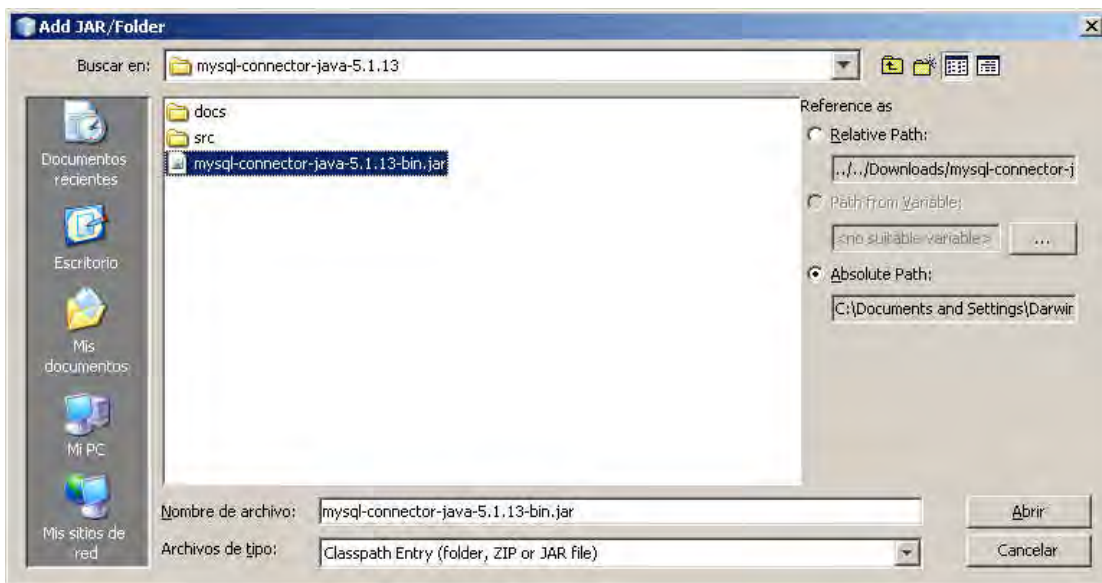 Add JAR/Folder
Buscar en:
mysql-connector-java-5.1.13
Documentos
recientes
Escritorio
Mis
documentos
Mi PC
Mis sitios de
red
docs
src
mysql-connector-java-5.1.13-bin.jar
Reference as
Relative Path:
../../Downloads/mysql-connector-j
Path from Variable:
<no suitable variable>
...
Absolute Path:
C:\Documents and Settings\Darwin
Nombre de archivo:
mysql-connector-java-5.1.13-bin.jar
Abrir
Archivos de tipo:
Classpath Entry (folder, ZIP or JAR file)
Cancelar